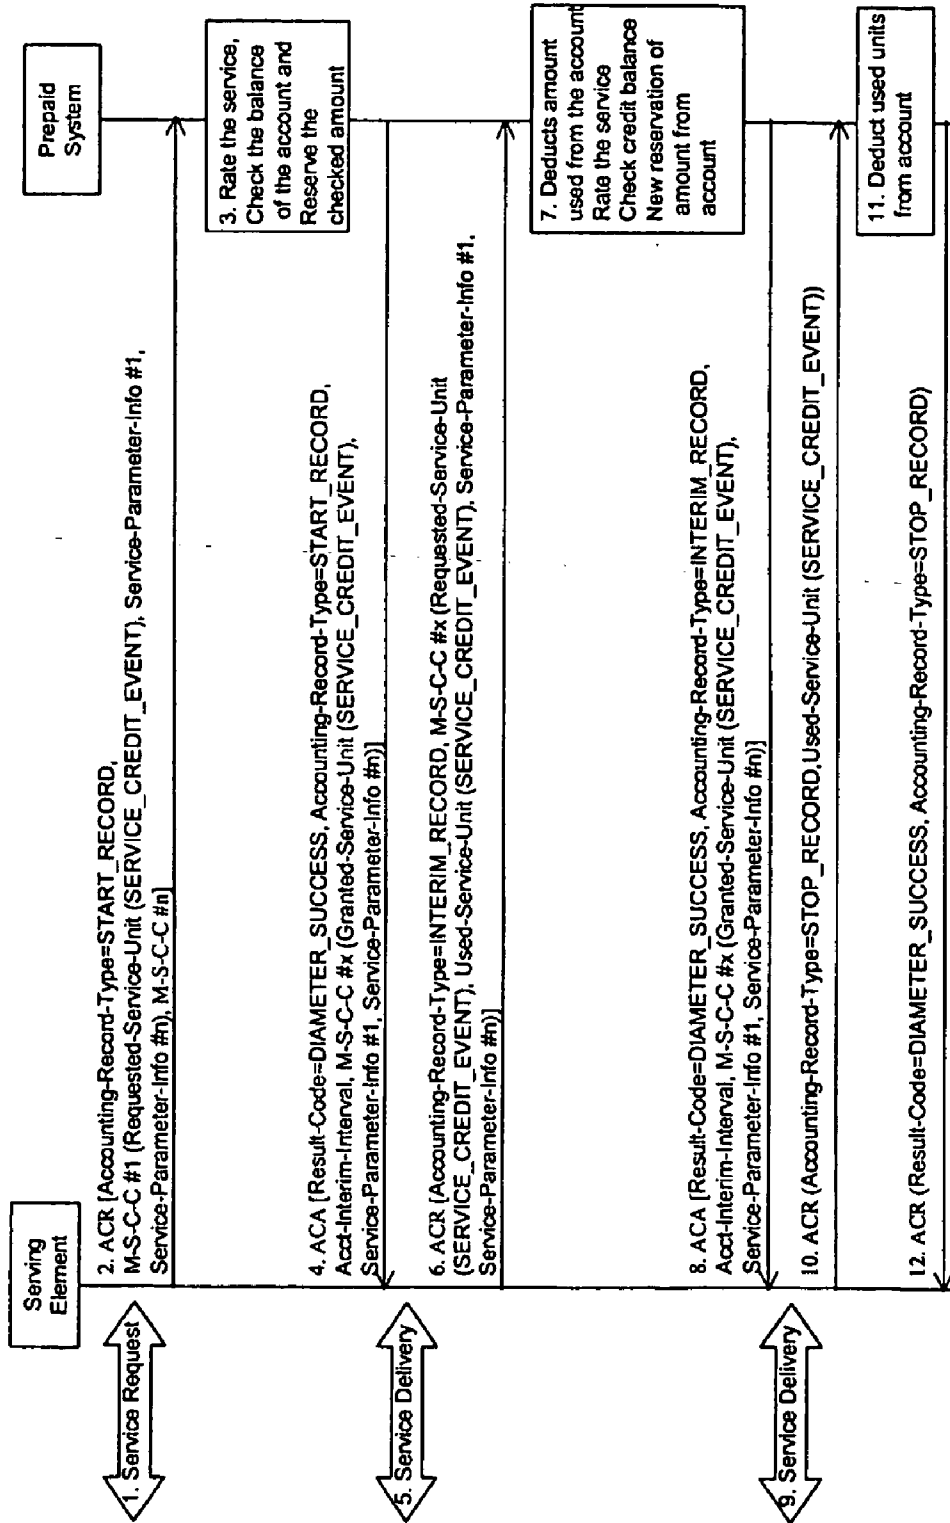 Serving
Element
Prepaid
System
1. Service Request
2. ACR [Accounting-Record-Type=START_RECORD,
M-S-C-C #1 (Requested-Service-Unit (SERVICE_CREDIT_EVENT), Service-Parameter-Info #1,
Service-Parameter-Info #n), M-S-C-C #n]
3. Rate the service,
Check the balance
of the account and
Reserve the
checked amount
4. ACA [Result-Code=DIAMETER_SUCCESS, Accounting-Record-Type=START_RECORD,
Acct-Interim-Interval, M-S-C-C #x (Granted-Service-Unit (SERVICE_CREDIT_EVENT),
Service-Parameter-Info #1, Service-Parameter-Info #n)]
5. Service Delivery
6. ACR [Accounting-Record-Type=INTERIM_RECORD, M-S-C-C #x (Requested-Service-Unit
(SERVICE_CREDIT_EVENT), Used-Service-Unit (SERVICE_CREDIT_EVENT), Service-Parameter-Info #1,
Service-Parameter-Info #n)]
7. Deducts amount
used from the account
Rate the service
Check credit balance
New reservation of
amount from
account
8. ACA [Result-Code=DIAMETER_SUCCESS, Accounting-Record-Type=INTERIM_RECORD,
Acct-Interim-Interval, M-S-C-C #x (Granted-Service-Unit (SERVICE_CREDIT_EVENT),
Service-Parameter-Info #1, Service-Parameter-Info #n)]
9. Service Delivery
10. ACR (Accounting-Record-Type=STOP_RECORD,Used-Service-Unit (SERVICE_CREDIT_EVENT))
11. Deduct used units
from account
12. ACR (Result-Code=DIAMETER_SUCCESS, Accounting-Record-Type=STOP_RECORD)